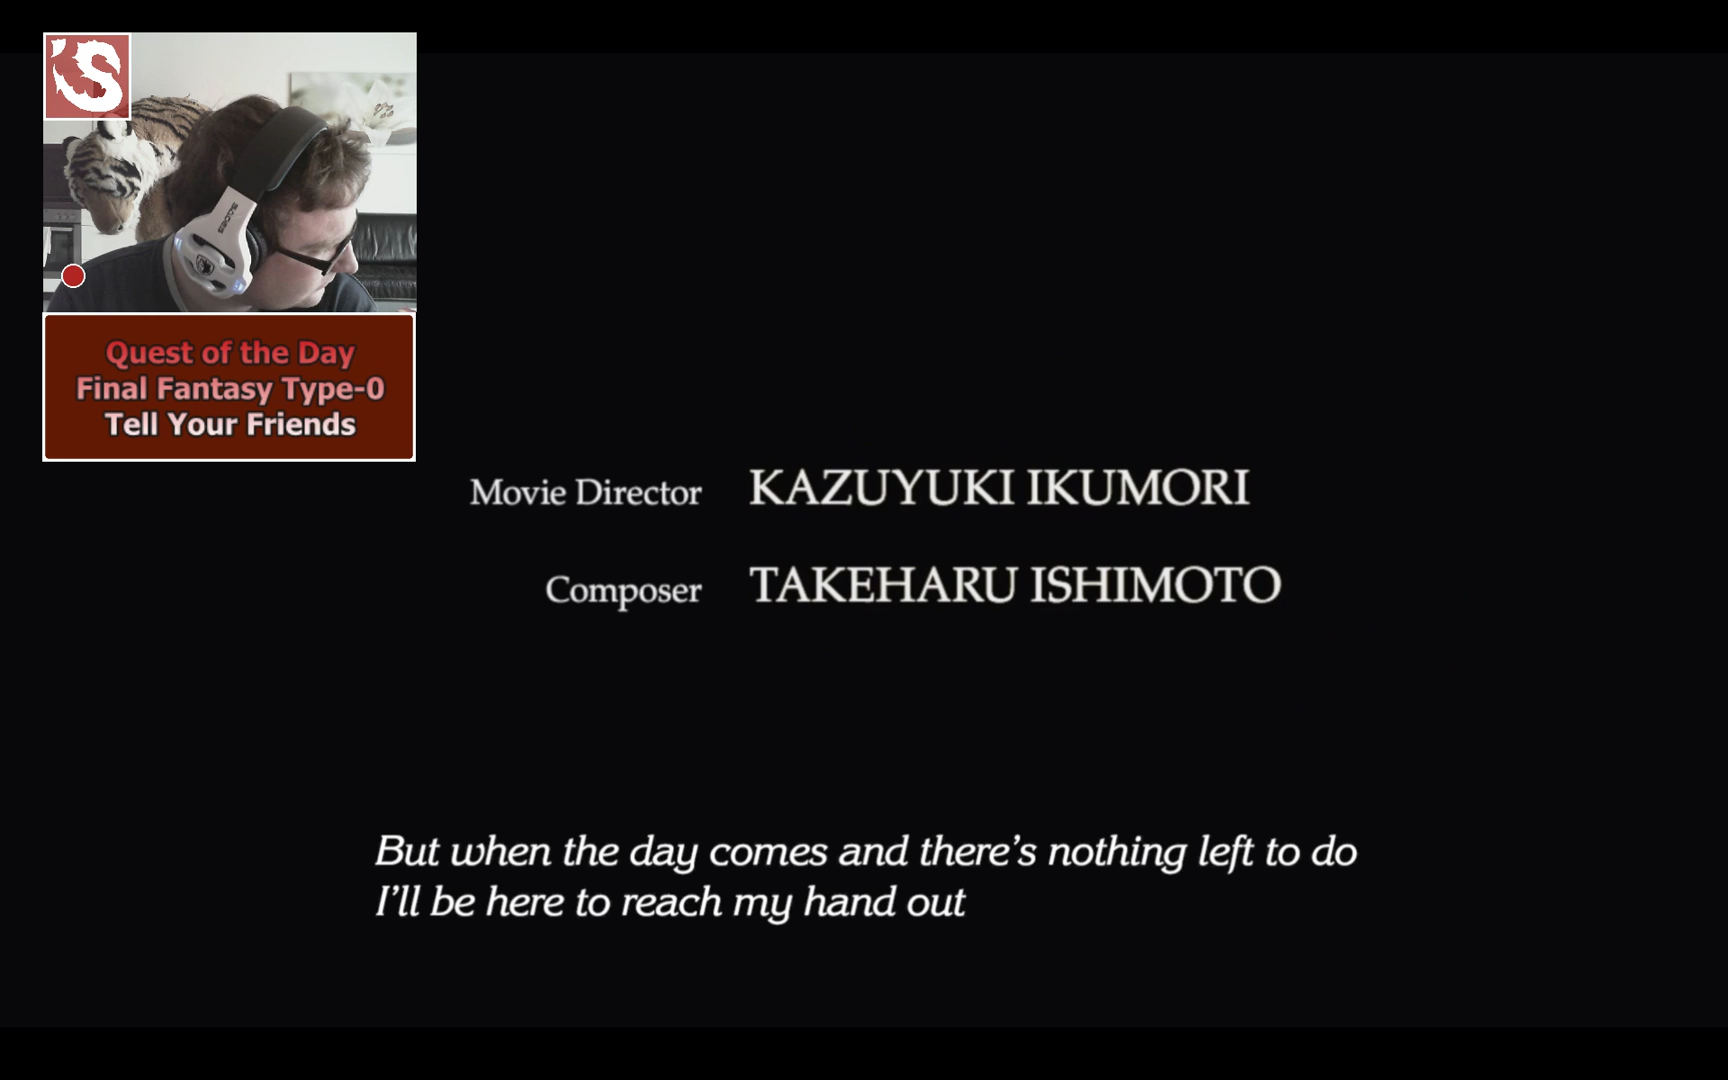 S
SADES
Quest of the Day
Final Fantasy Type-0
Tell Your Friends
Movie Director KAZUYUKI IKUMORI
Composer TAKEHARU ISHIMOTO
But when the day comes and there's nothing left to do
I'll be here to reach my hand out